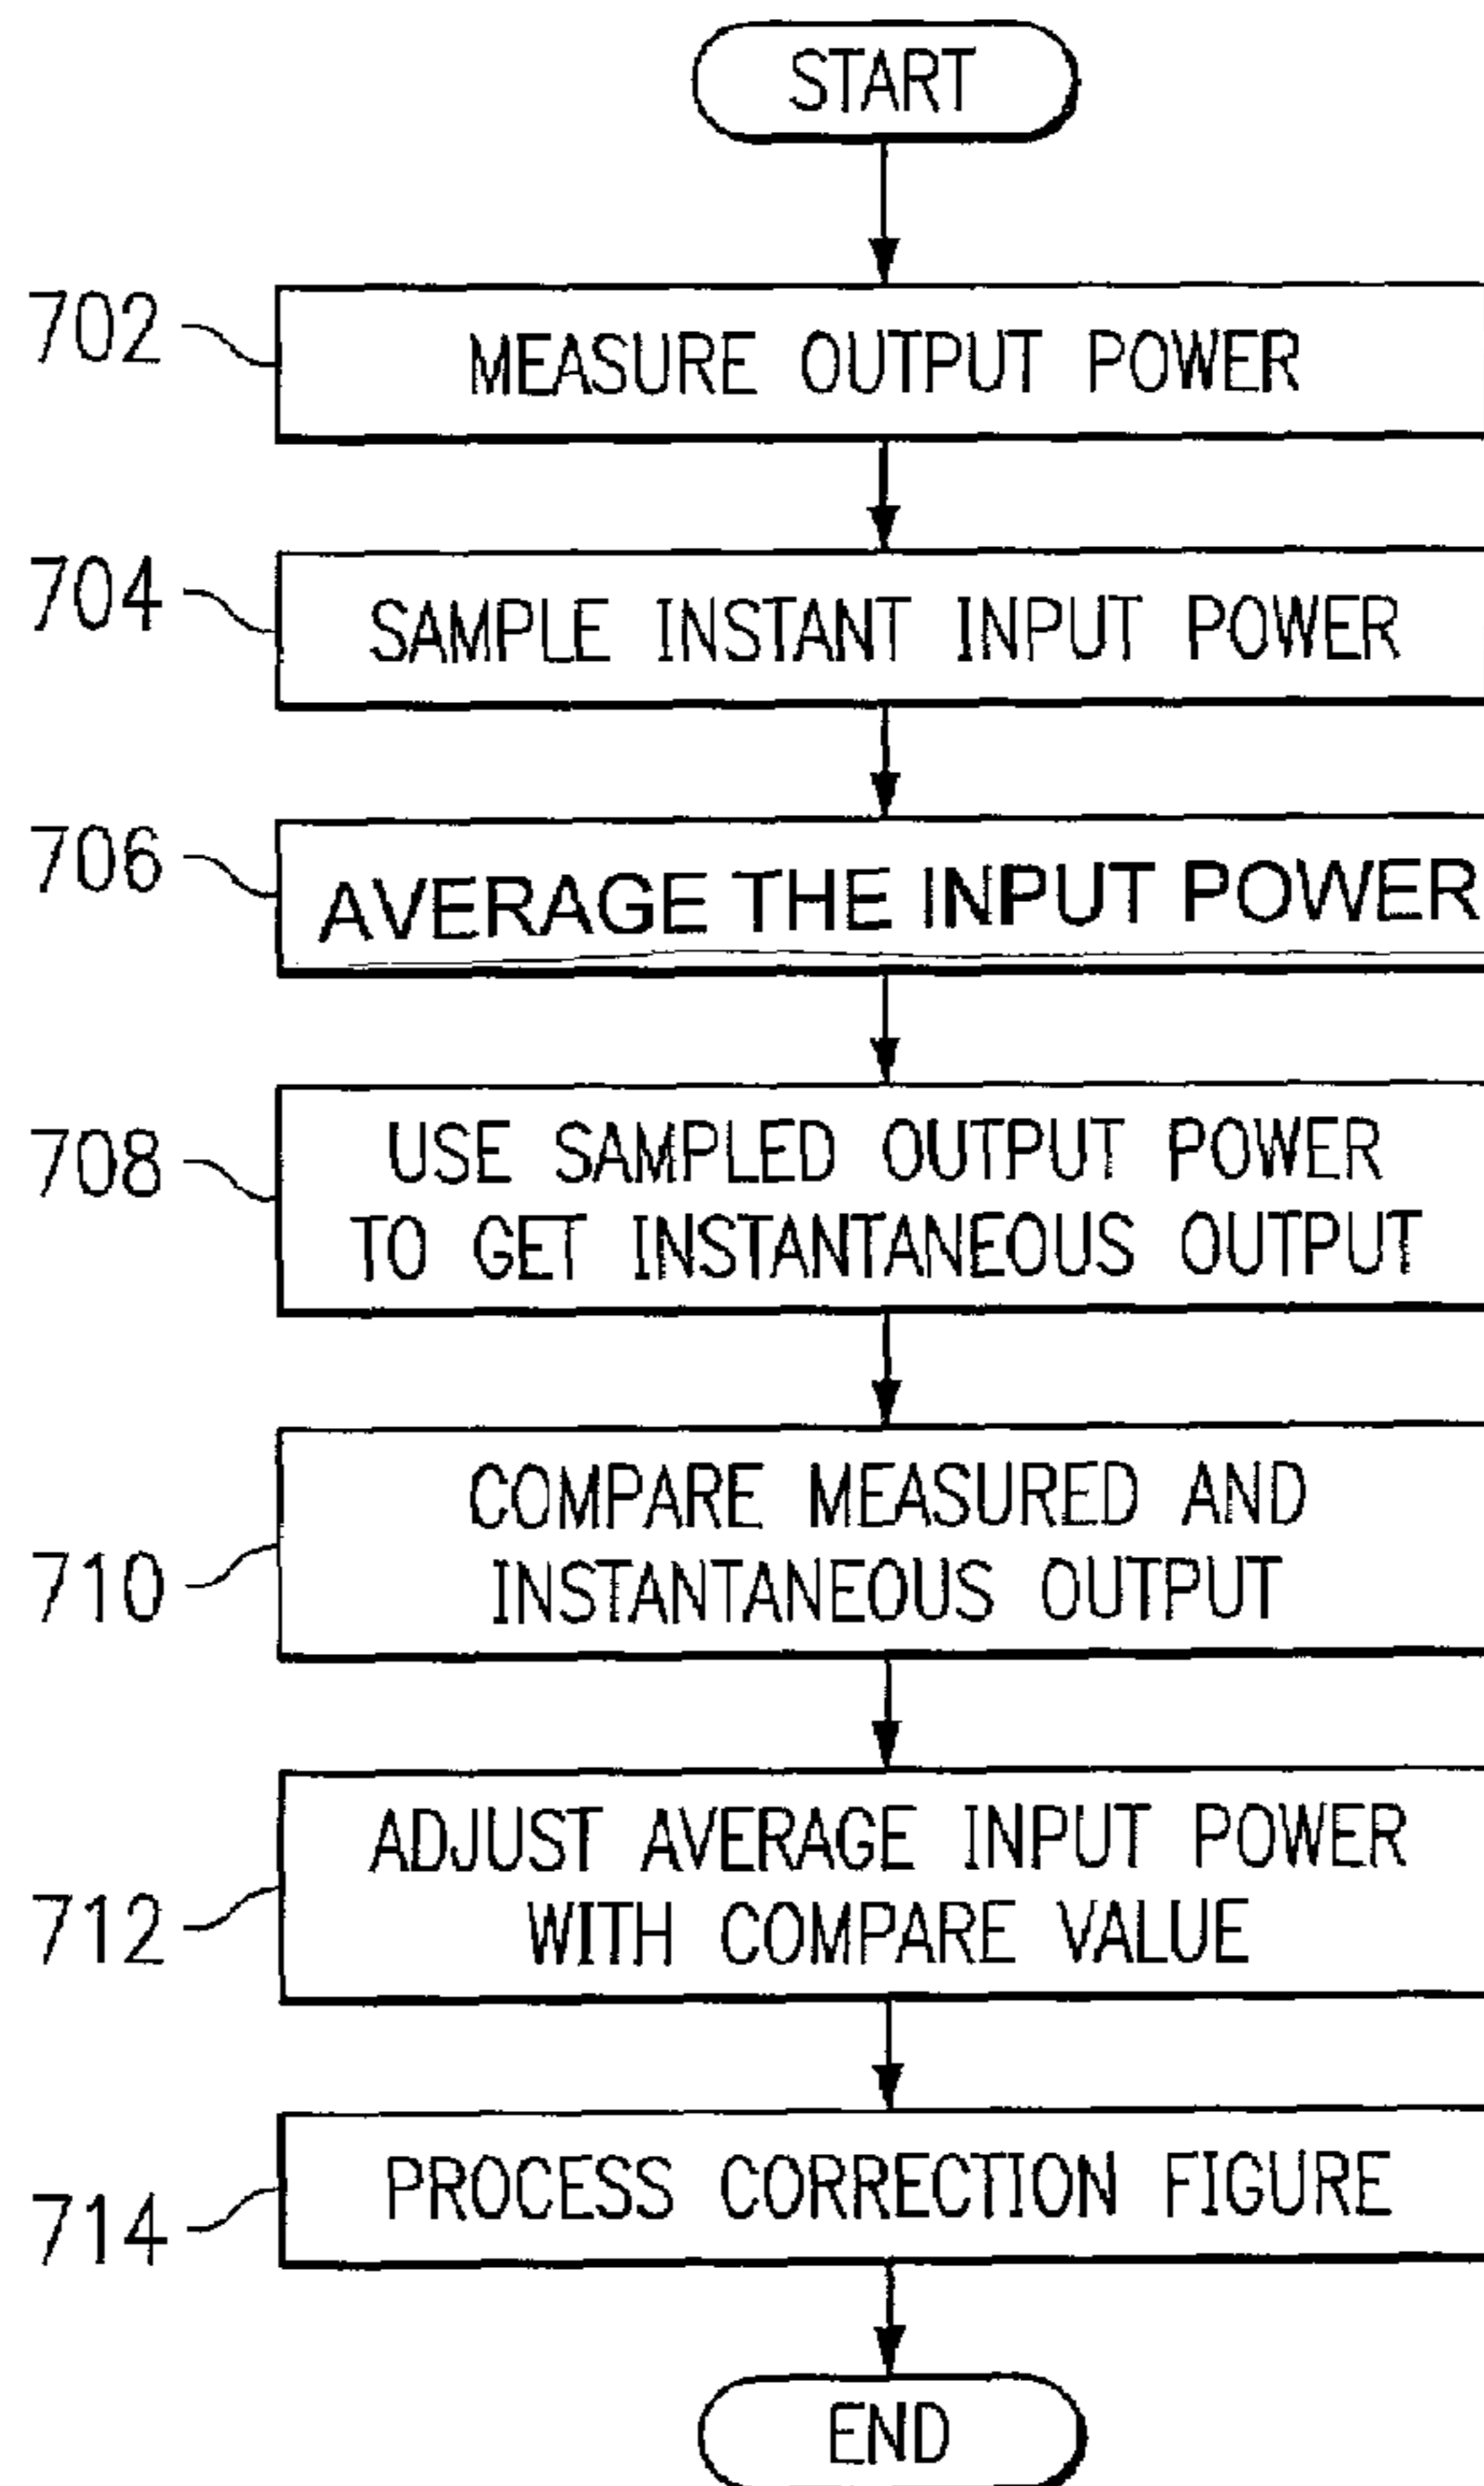 START
702
MEASURE OUTPUT POWER
704
SAMPLE INSTANT INPUT POWER
706
AVERAGE THE INPUT POWER
708
USE SAMPLED OUTPUT POWER
TO GET INSTANTANEOUS OUTPUT
710
COMPARE MEASURED AND
INSTANTANEOUS OUTPUT
712
ADJUST AVERAGE INPUT POWER
WITH COMPARE VALUE
714
PROCESS CORRECTION FIGURE
END